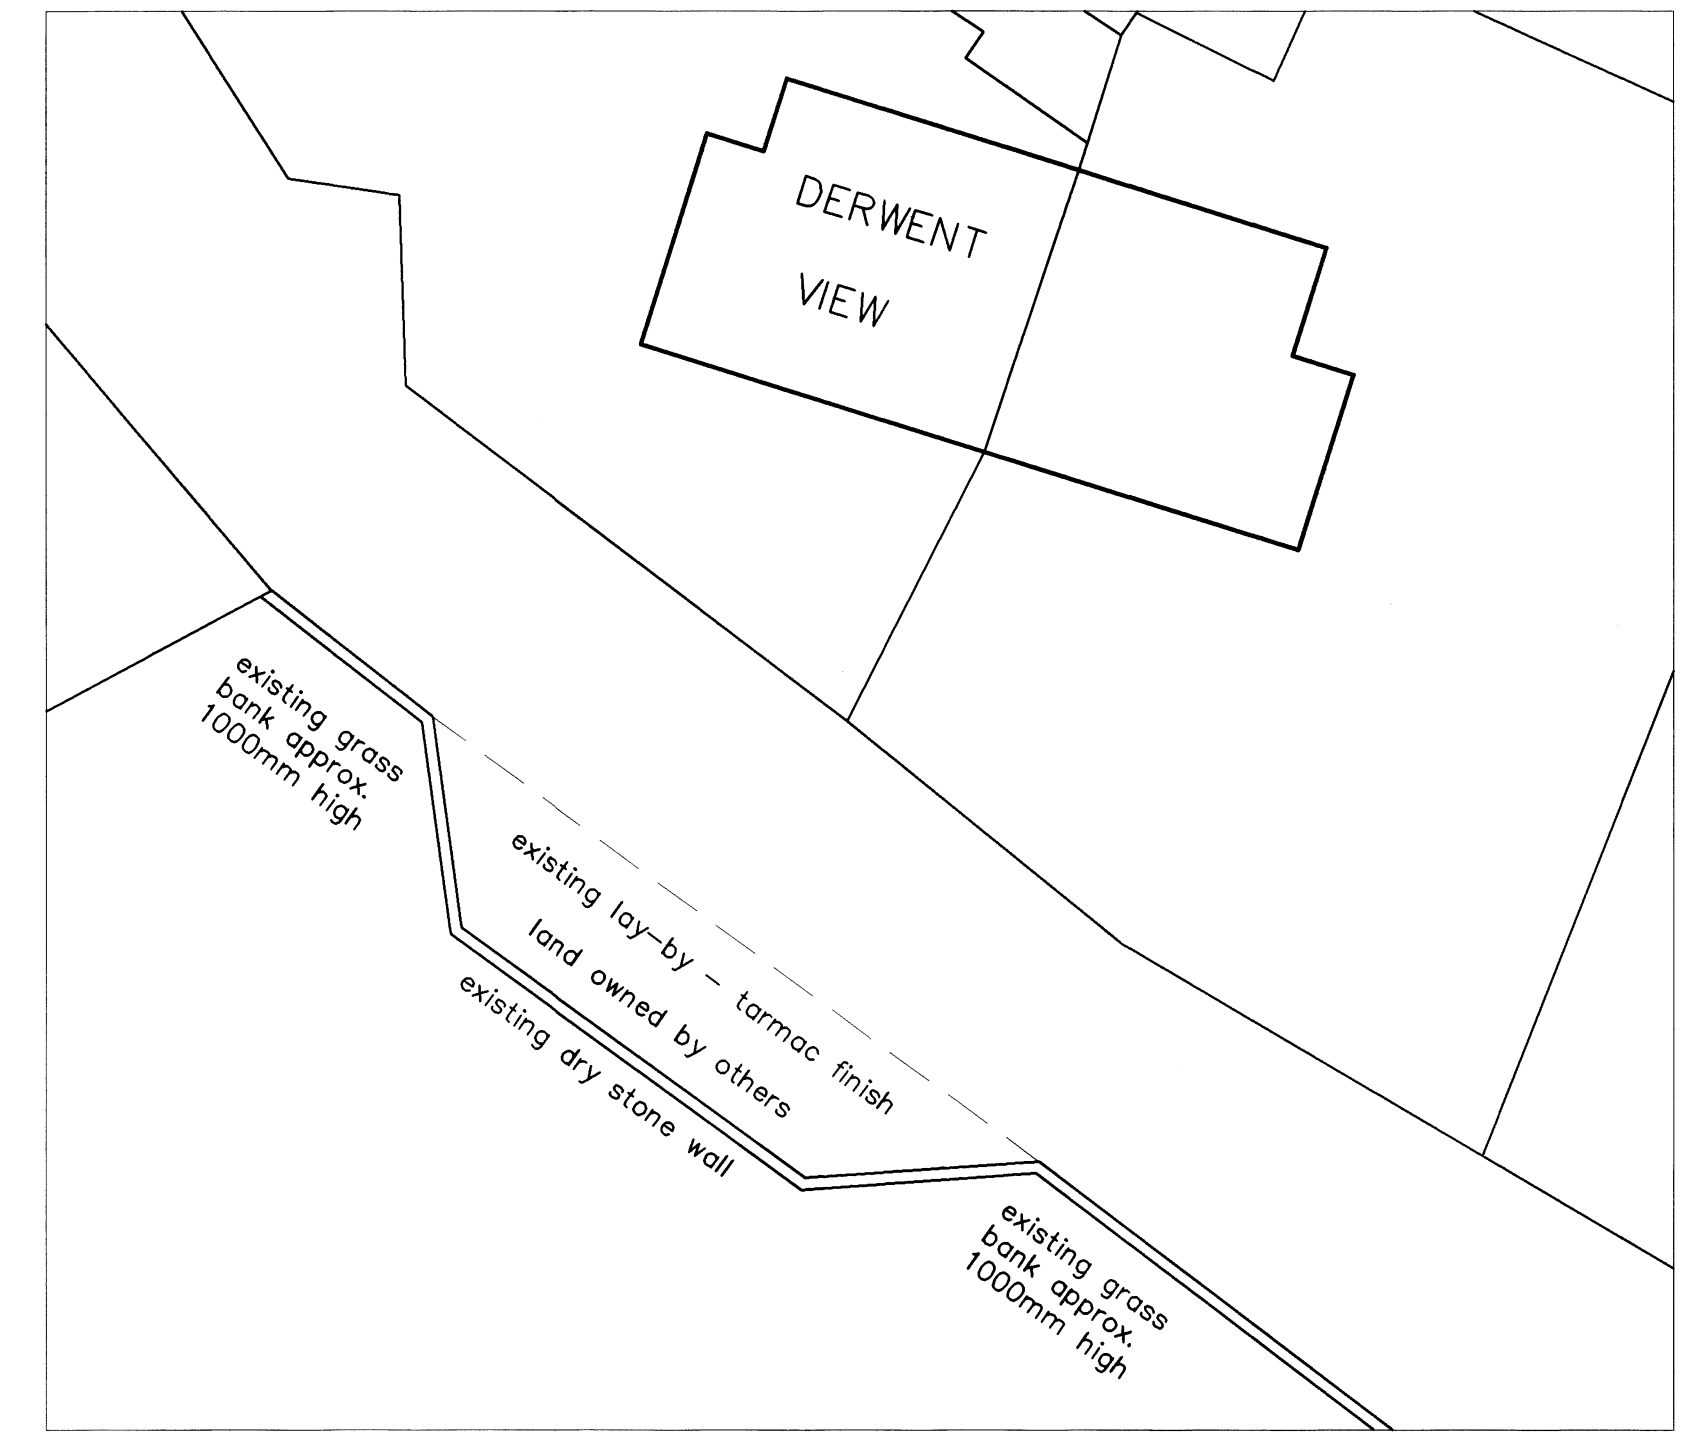 DERWENT
VIEW
existing grass
bank approx.
1000mm high
existing lay-by - tarmac finish
land owned by others
existing dry stone wall
existing grass
bank approx.
1000mm high